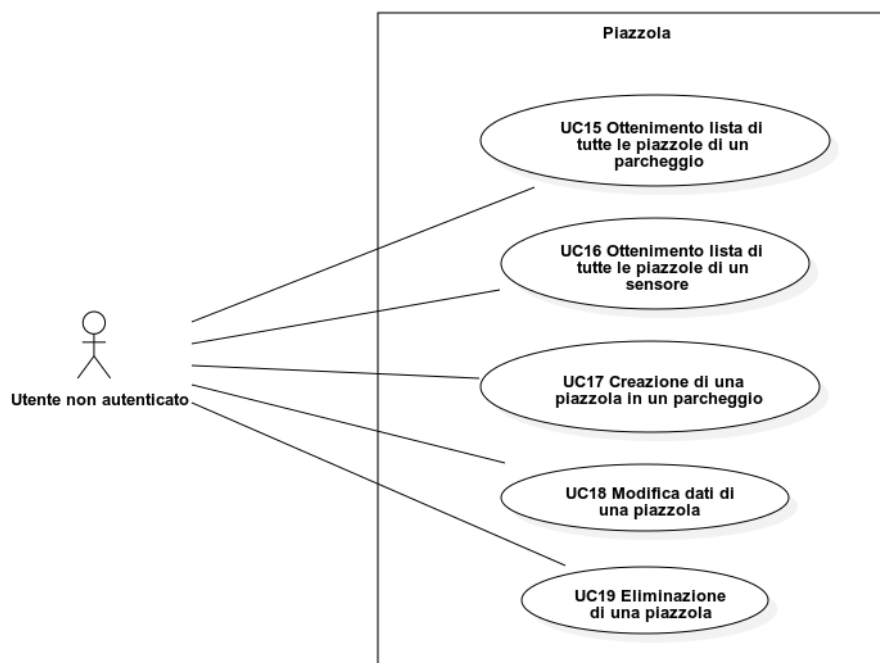 Piazzola
UC15 Ottenimento lista di
tutte le piazzole di un
parcheggio
UC16 Ottenimento lista di
tutte le piazzole di un
sensore
Utente non autenticato
UC17 Creazione di una
piazzola in un parcheggio
UC18 Modifica dati di
una piazzola
UC19 Eliminazione
di una piazzola